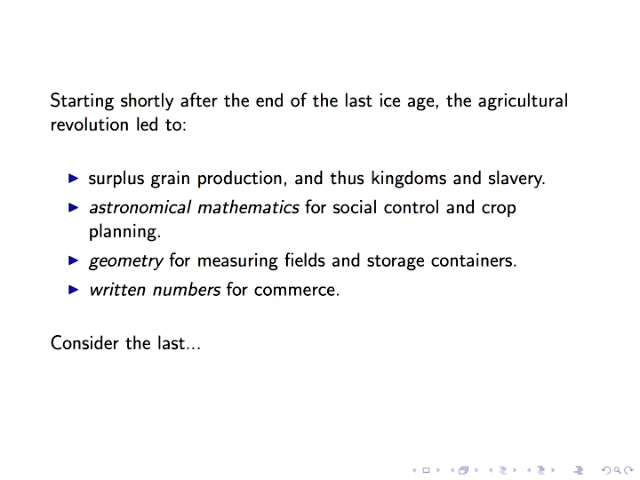 Starting shortly after the end of the last ice age, the agricultural
revolution led to:
▶ surplus grain production, and thus kingdoms and slavery.
▶ astronomical mathematics for social control and crop
planning.
▶ geometry for measuring fields and storage containers.
▶ written numbers for commerce.
Consider the last...